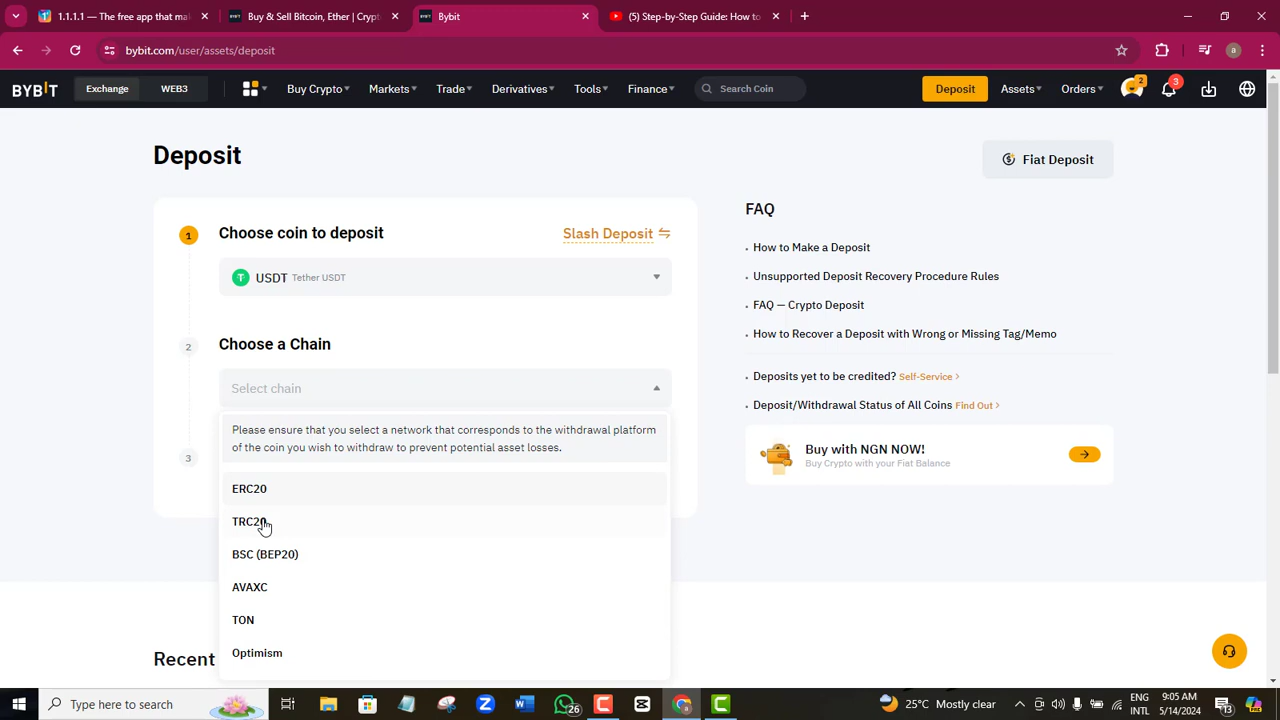 1.1.1.1 — The free app that ma
Buy & Sell Bitcoin, Ether | Crypt
Bybit
(5) Step-by-Step Guide: How to
bybit.com/user/assets/deposit
a
BYBIT
Exchange
WEB3
Buy Crypto
Markets
Trade
Derivatives
Tools
Finance
Search Coin
Deposit
2
Assets
3
Orders
Deposit
Fiat Deposit
1
Choose coin to deposit
Slash Deposit
T USDT Tether USDT
2
Choose a Chain
Select chain
Please ensure that you select a network that corresponds to the withdrawal platform
of the coin you wish to withdraw to prevent potential asset losses.
3
ERC20
TRC20
BSC (BEP20)
AVAXC
TON
Optimism
Recent
FAQ
How to Make a Deposit
Unsupported Deposit Recovery Procedure Rules
FAQ — Crypto Deposit
How to Recover a Deposit with Wrong or Missing Tag/Memo
Deposits yet to be credited? Self-Service >
Deposit/Withdrawal Status of All Coins Find Out >
Buy with NGN NOW!
Buy Crypto with your Fiat Balance
Type here to search
26
25°C Mostly clear
ENG
INTL
9:05 AM
5/14/2024
13